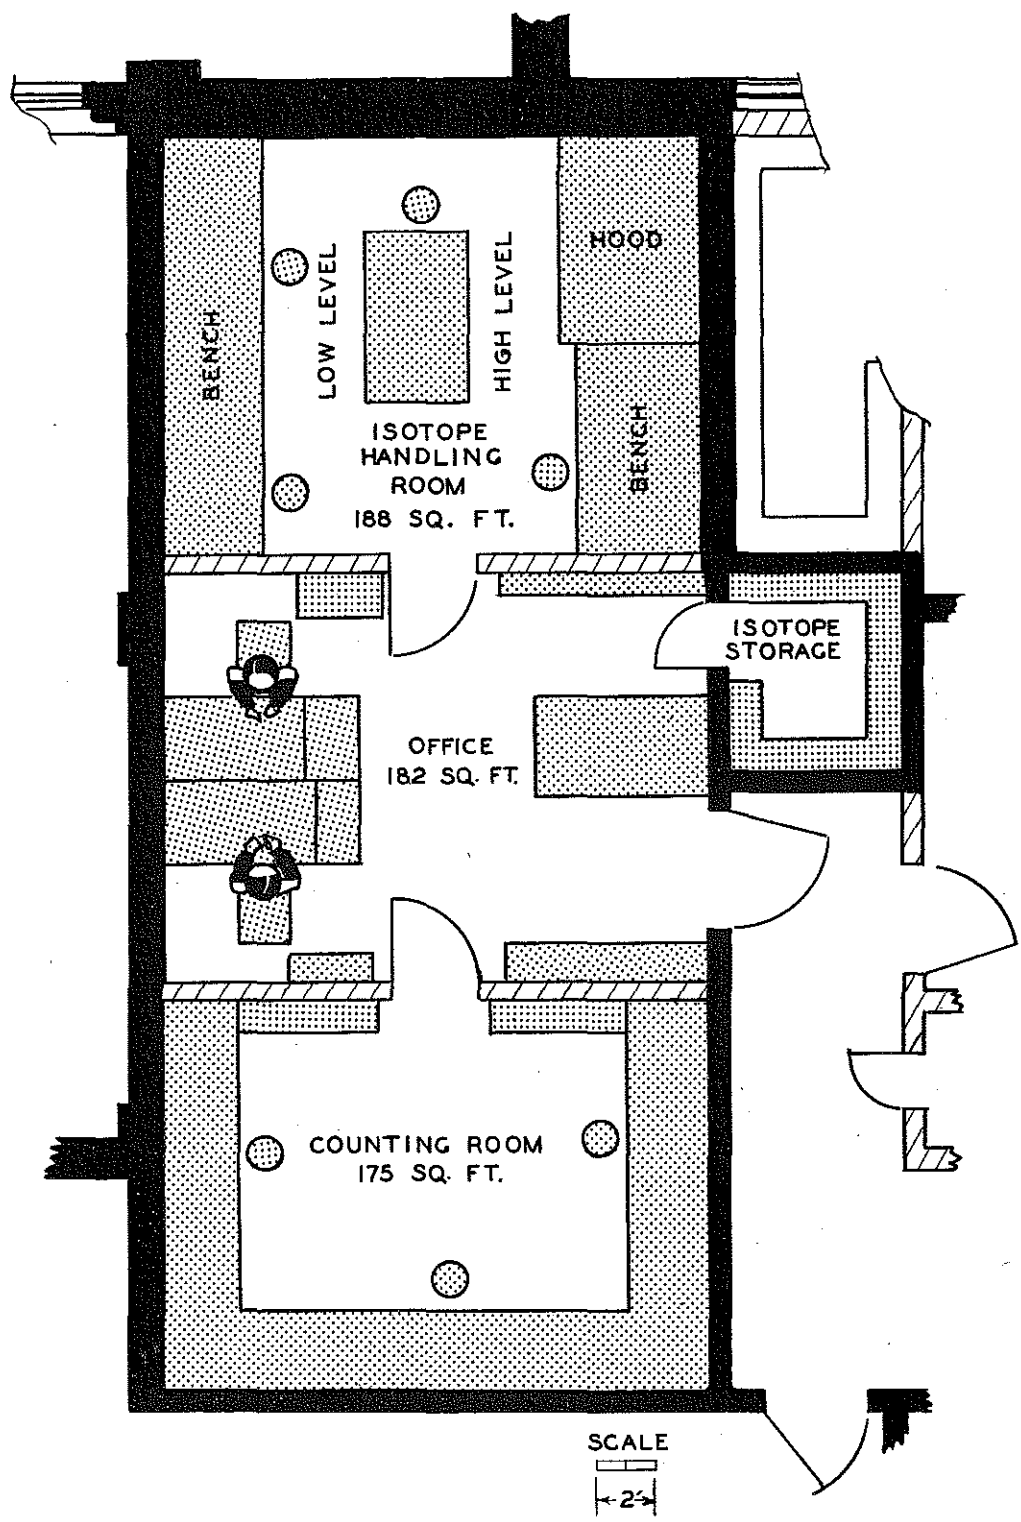 HOOD
LOW LEVEL
HIGH LEVEL
BENCH
BENCH
ISOTOPE
HANDLING
ROOM
188 SQ. FT.
ISOTOPE
STORAGE
OFFICE
182 SQ. FT.
COUNTING ROOM
175 SQ. FT.
SCALE
2'